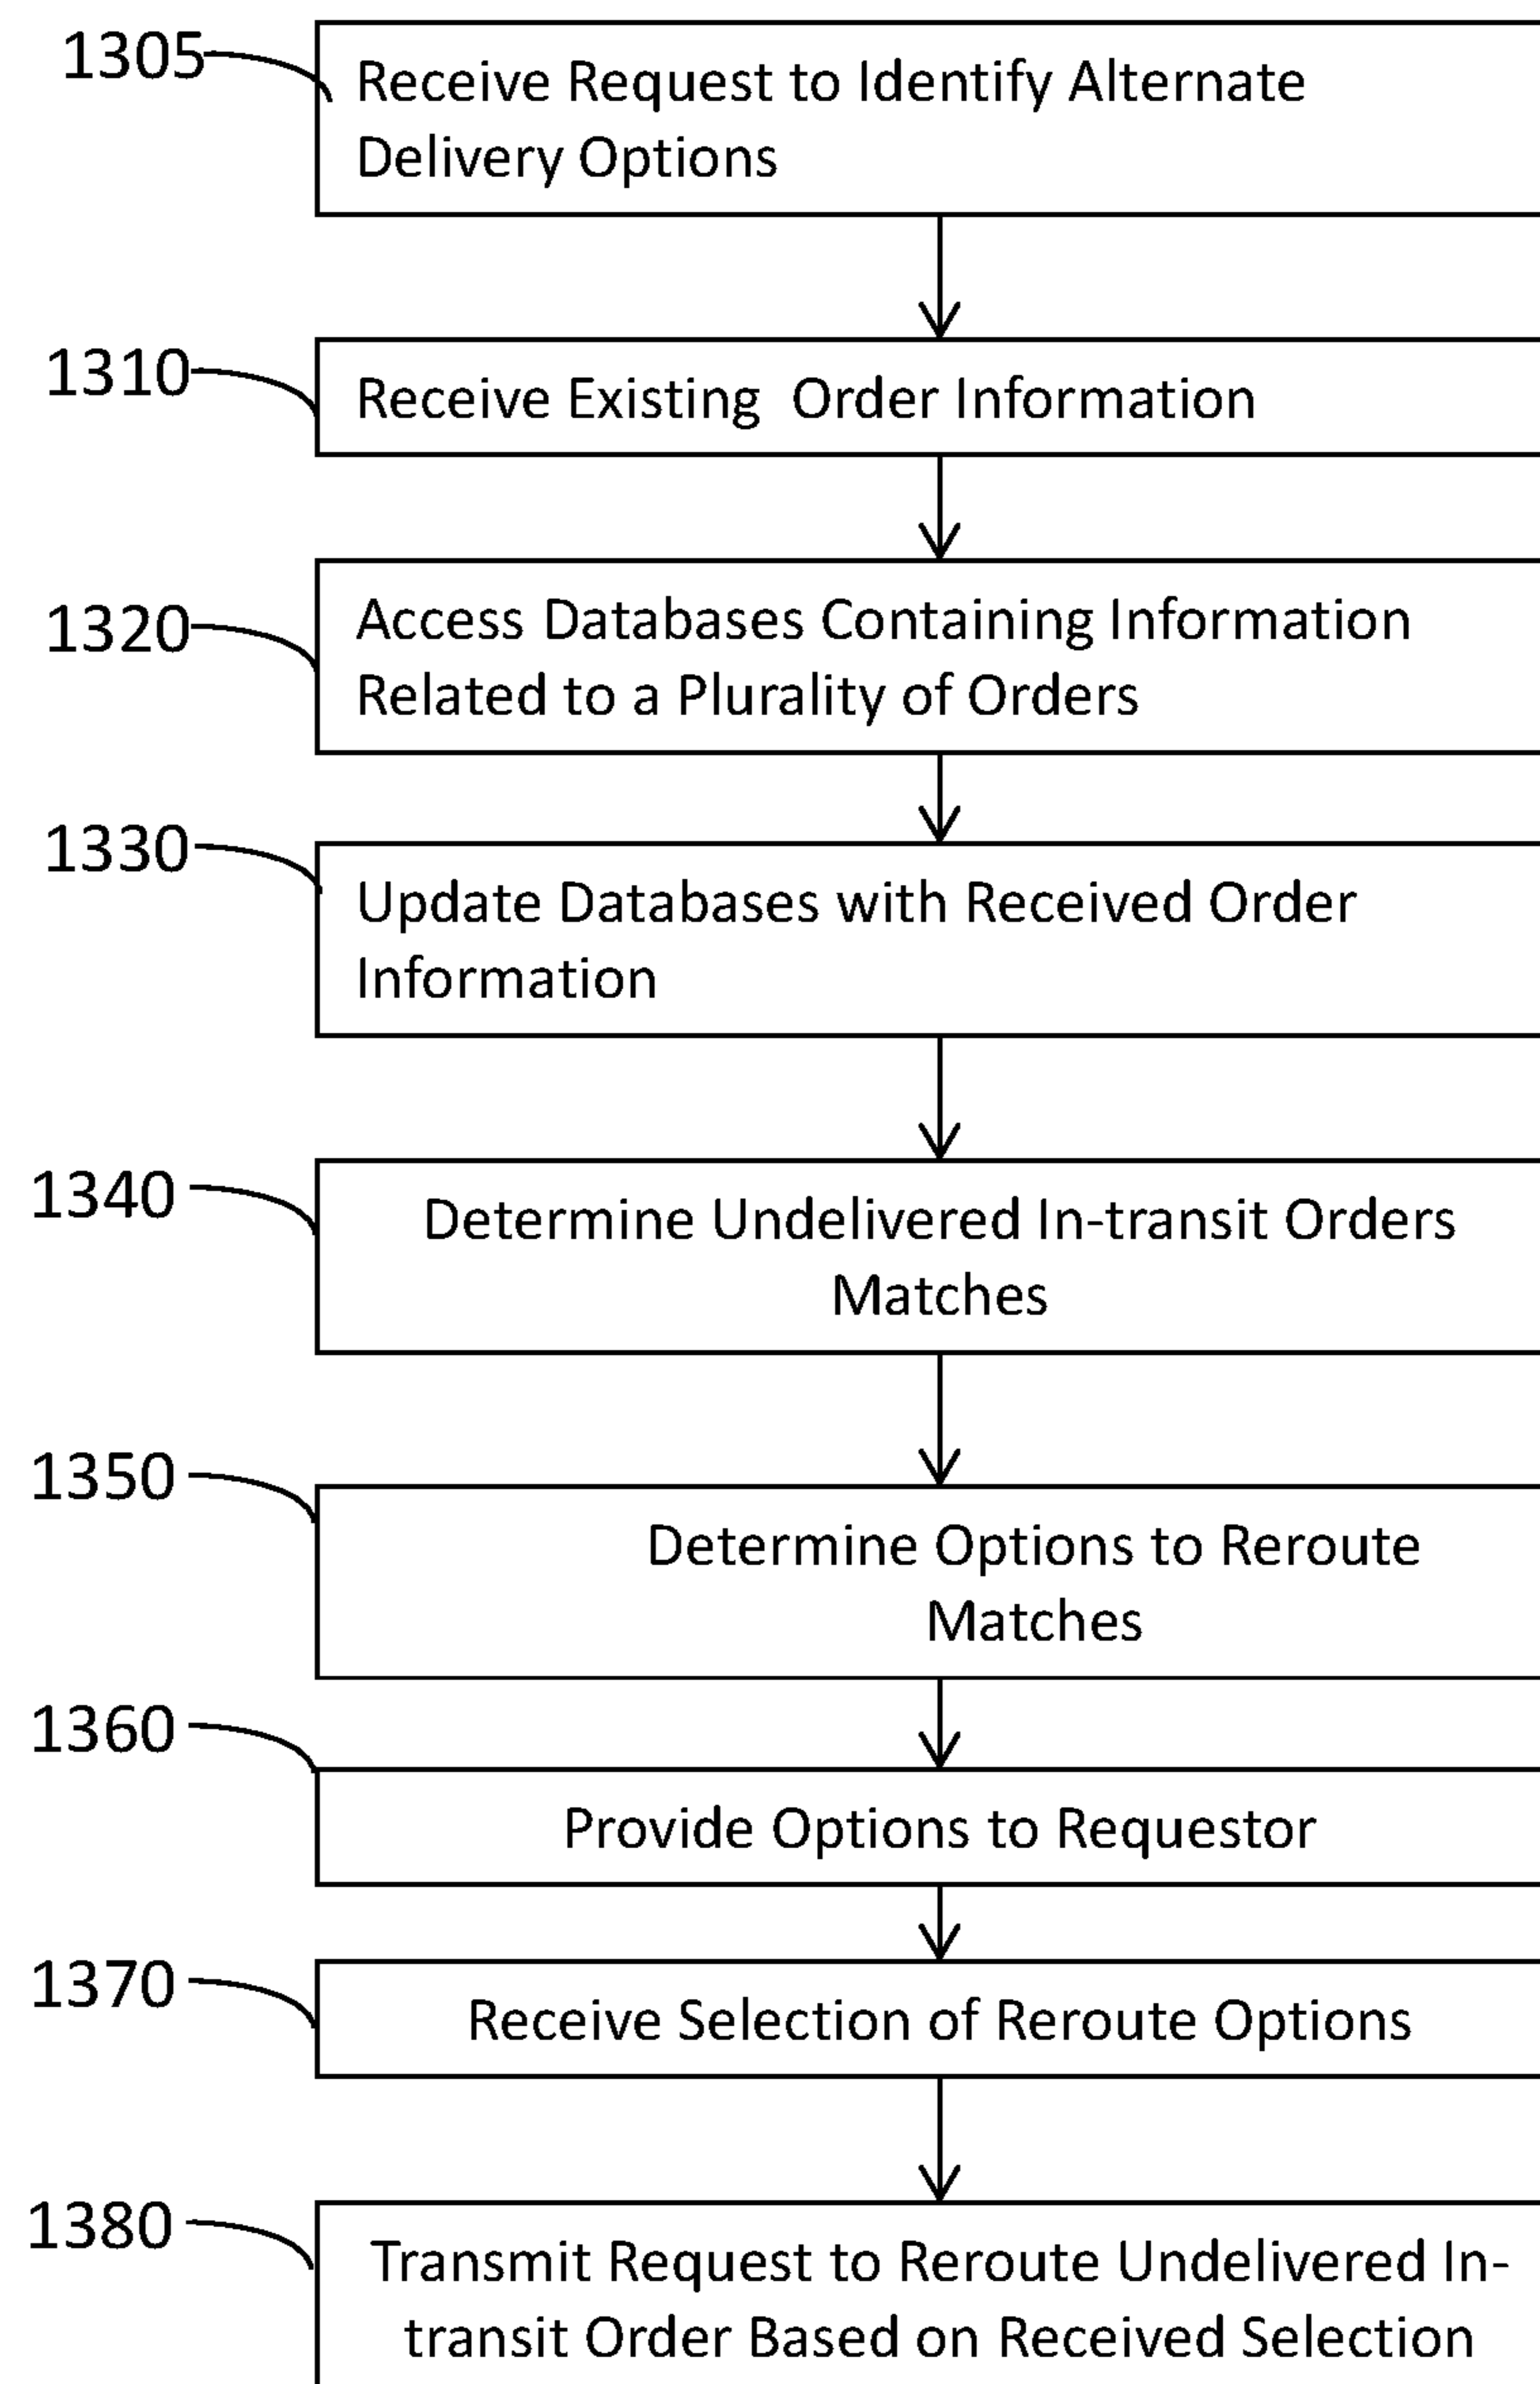 1305
Receive Request to Identify Alternate
Delivery Options
1310
Receive Existing Order Information
1320
Access Databases Containing Information
Related to a Plurality of Orders
1330
Update Databases with Received Order
Information
1340
Determine Undelivered In-transit Orders
Matches
1350
Determine Options to Reroute
Matches
1360
Provide Options to Requestor
1370
Receive Selection of Reroute Options
1380
Transmit Request to Reroute Undelivered In-
transit Order Based on Received Selection